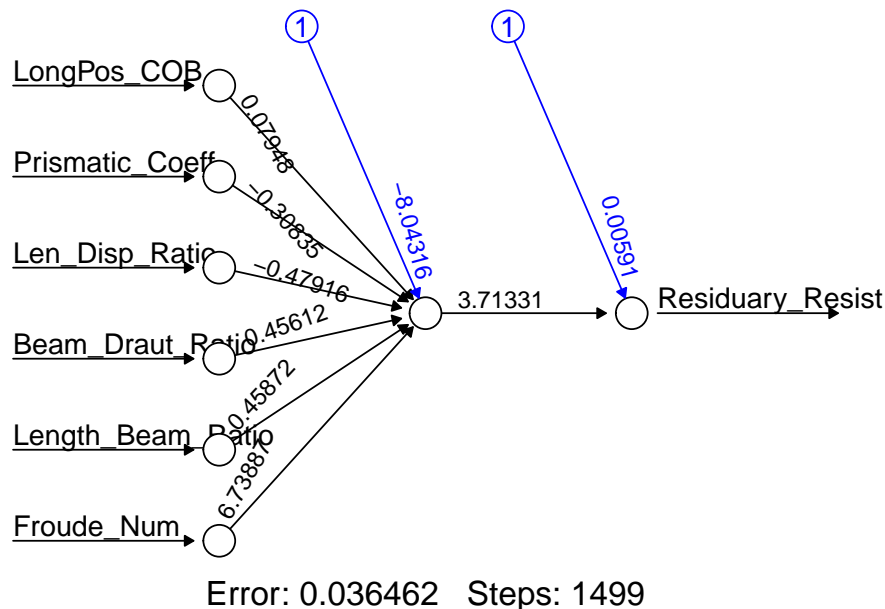 1
1
LongPos_COB
Prismatic_Coeff
Len_Disp_Ratio
Beam_Draut_Ratio
Length_Beam_Ratio
Froude_Num
0.07948
−0.30835
−0.47916
0.45612
0.45872
6.73887
−8.04316
3.71331
0.00591
Residuary_Resist
Error: 0.036462 Steps: 1499